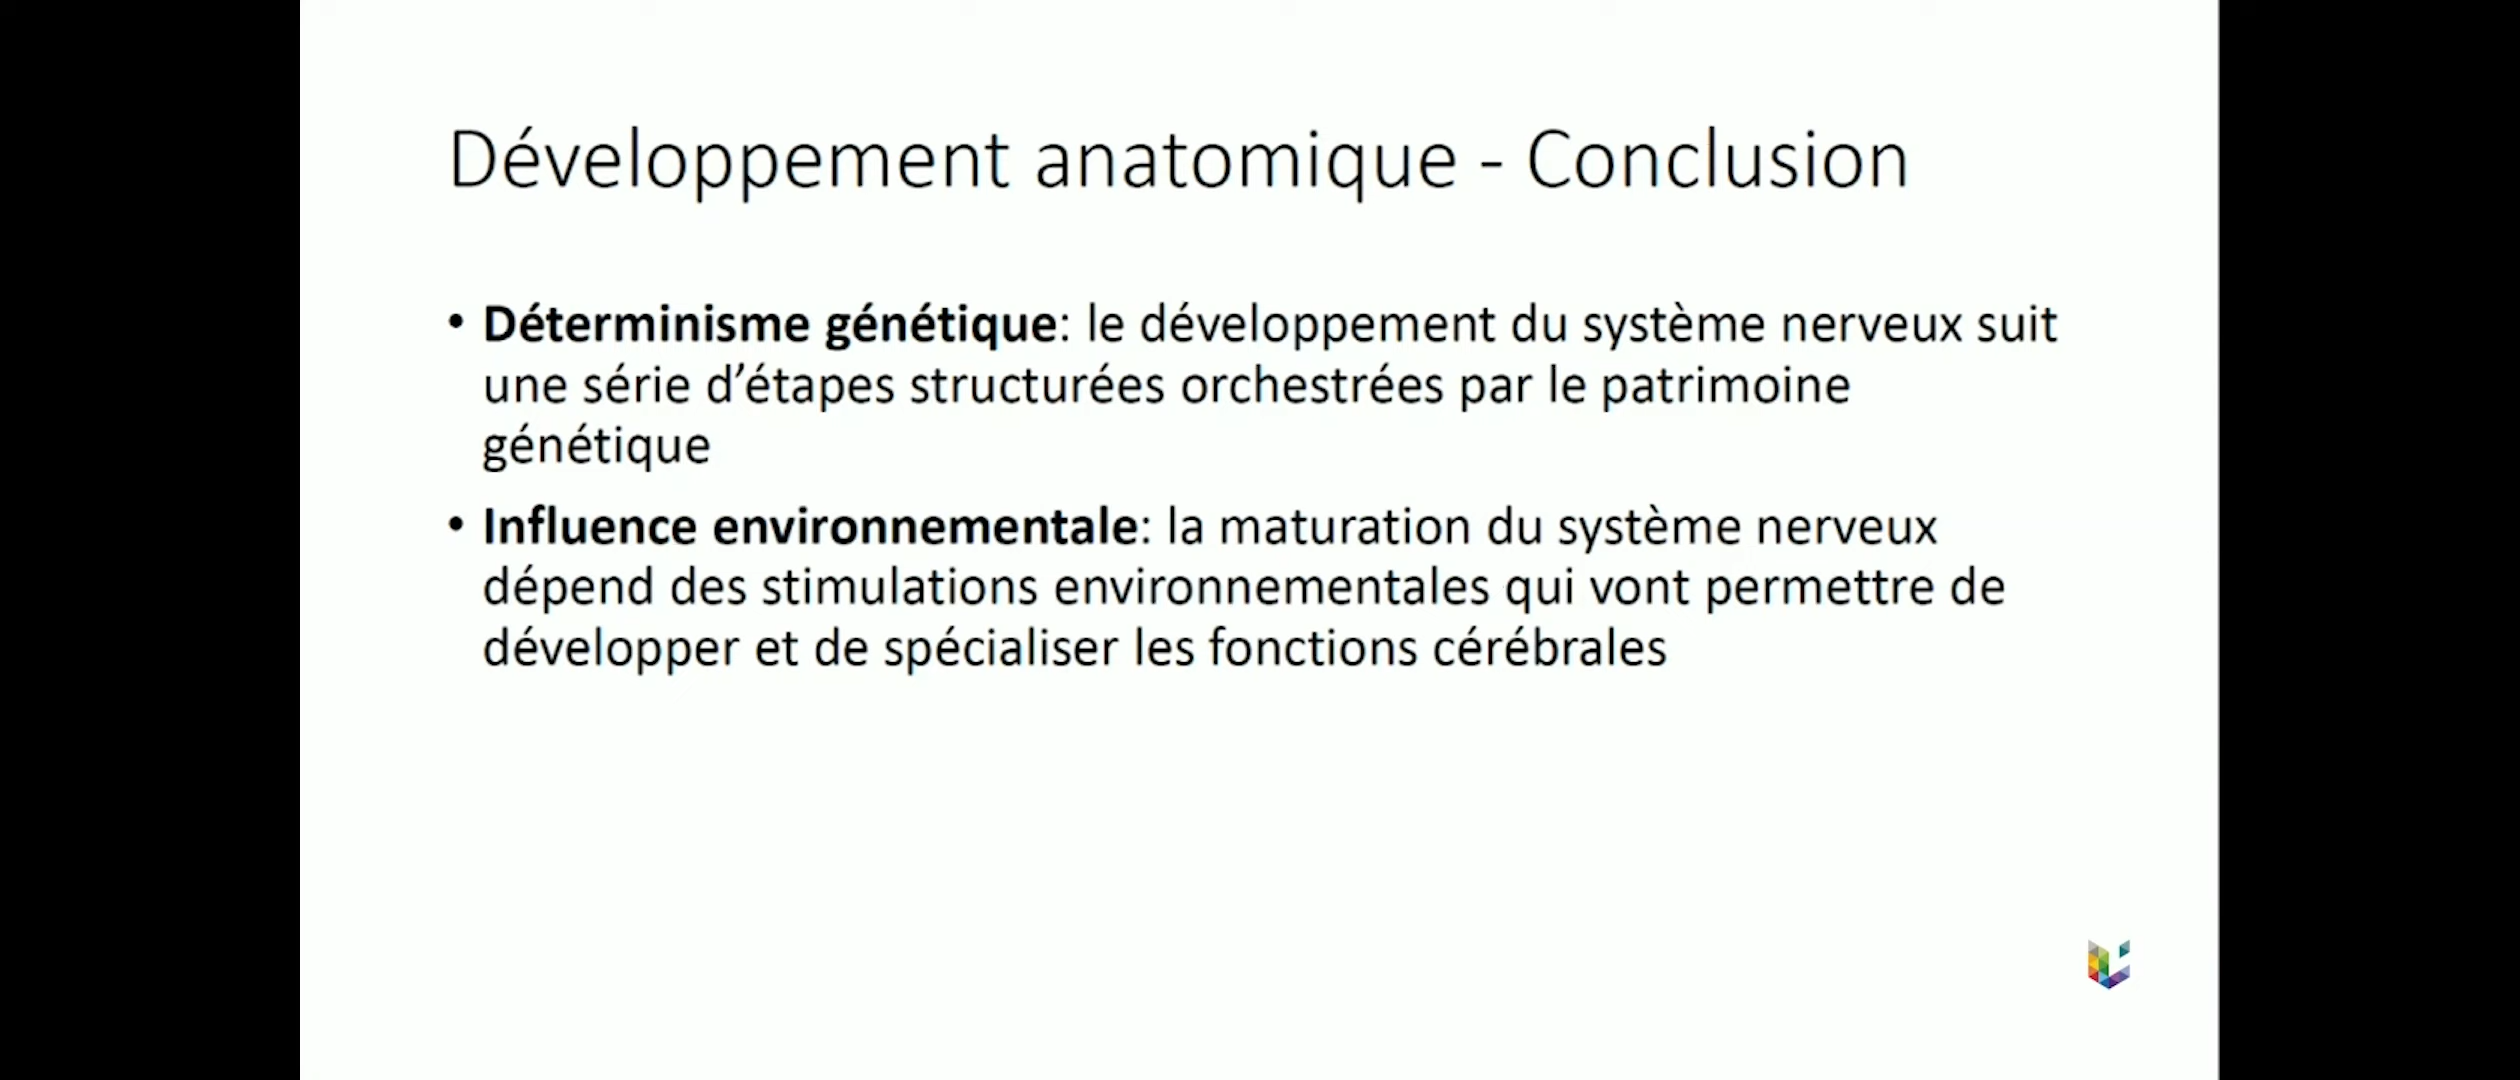 Développement anatomique - Conclusion
• Déterminisme génétique: le développement du système nerveux suit
une série d’étapes structurées orchestrées par le patrimoine
génétique
• Influence environnementale: la maturation du système nerveux
dépend des stimulations environnementales qui vont permettre de
développer et de spécialiser les fonctions cérébrales